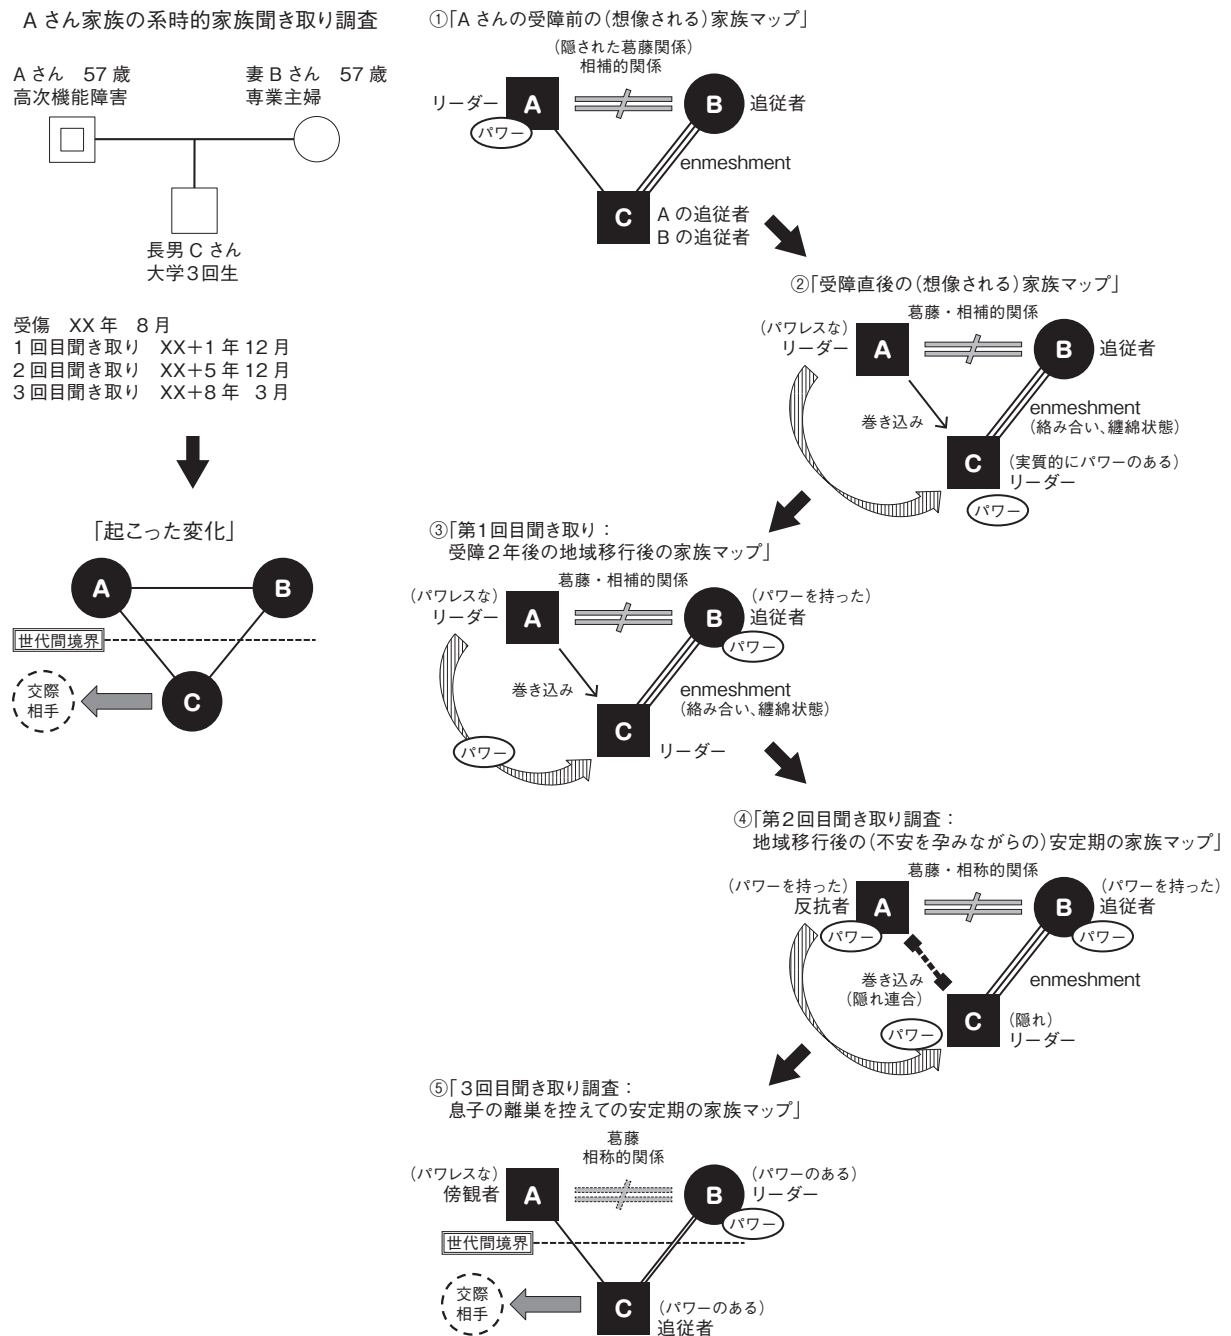 Aさん家族の系時的家族聞き取り調査
Aさん 57歳
高次機能障害
妻Bさん 57歳
専業主婦
長男Cさん
大学3回生
受傷 XX年 8月
1回目聞き取り XX+1年12月
2回目聞き取り XX+5年12月
3回目聞き取り XX+8年 3月
「起こった変化」
A
B
世代間境界
C
交際
相手
①「Aさんの受障前の(想像される)家族マップ」
(隠された葛藤関係)
相補的関係
リーダー
A
パワー
B
追従者
enmeshment
C
Aの追従者
Bの追従者
②「受障直後の(想像される)家族マップ」
葛藤・相補的関係
(パワレスな)
リーダー
A
B
追従者
巻き込み
enmeshment
(絡み合い、纏綿状態)
C
(実質的にパワーのある)
リーダー
パワー
③「第1回目聞き取り:
受障2年後の地域移行後の家族マップ」
葛藤・相補的関係
(パワレスな)
リーダー
A
B
(パワーを持った)
追従者
パワー
巻き込み
enmeshment
(絡み合い、纏綿状態)
パワー
C
リーダー
④「第2回目聞き取り調査:
地域移行後の(不安を孕みながらの)安定期の家族マップ」
葛藤・相称的関係
(パワーを持った)
反抗者
A
パワー
B
(パワーを持った)
追従者
パワー
巻き込み
(隠れ連合)
enmeshment
パワー
C
(隠れ)
リーダー
⑤「3回目聞き取り調査:
息子の離巣を控えての安定期の家族マップ」
葛藤
相称的関係
(パワレスな)
傍観者
A
B
(パワーのある)
リーダー
パワー
世代間境界
交際
相手
C
(パワーのある)
追従者